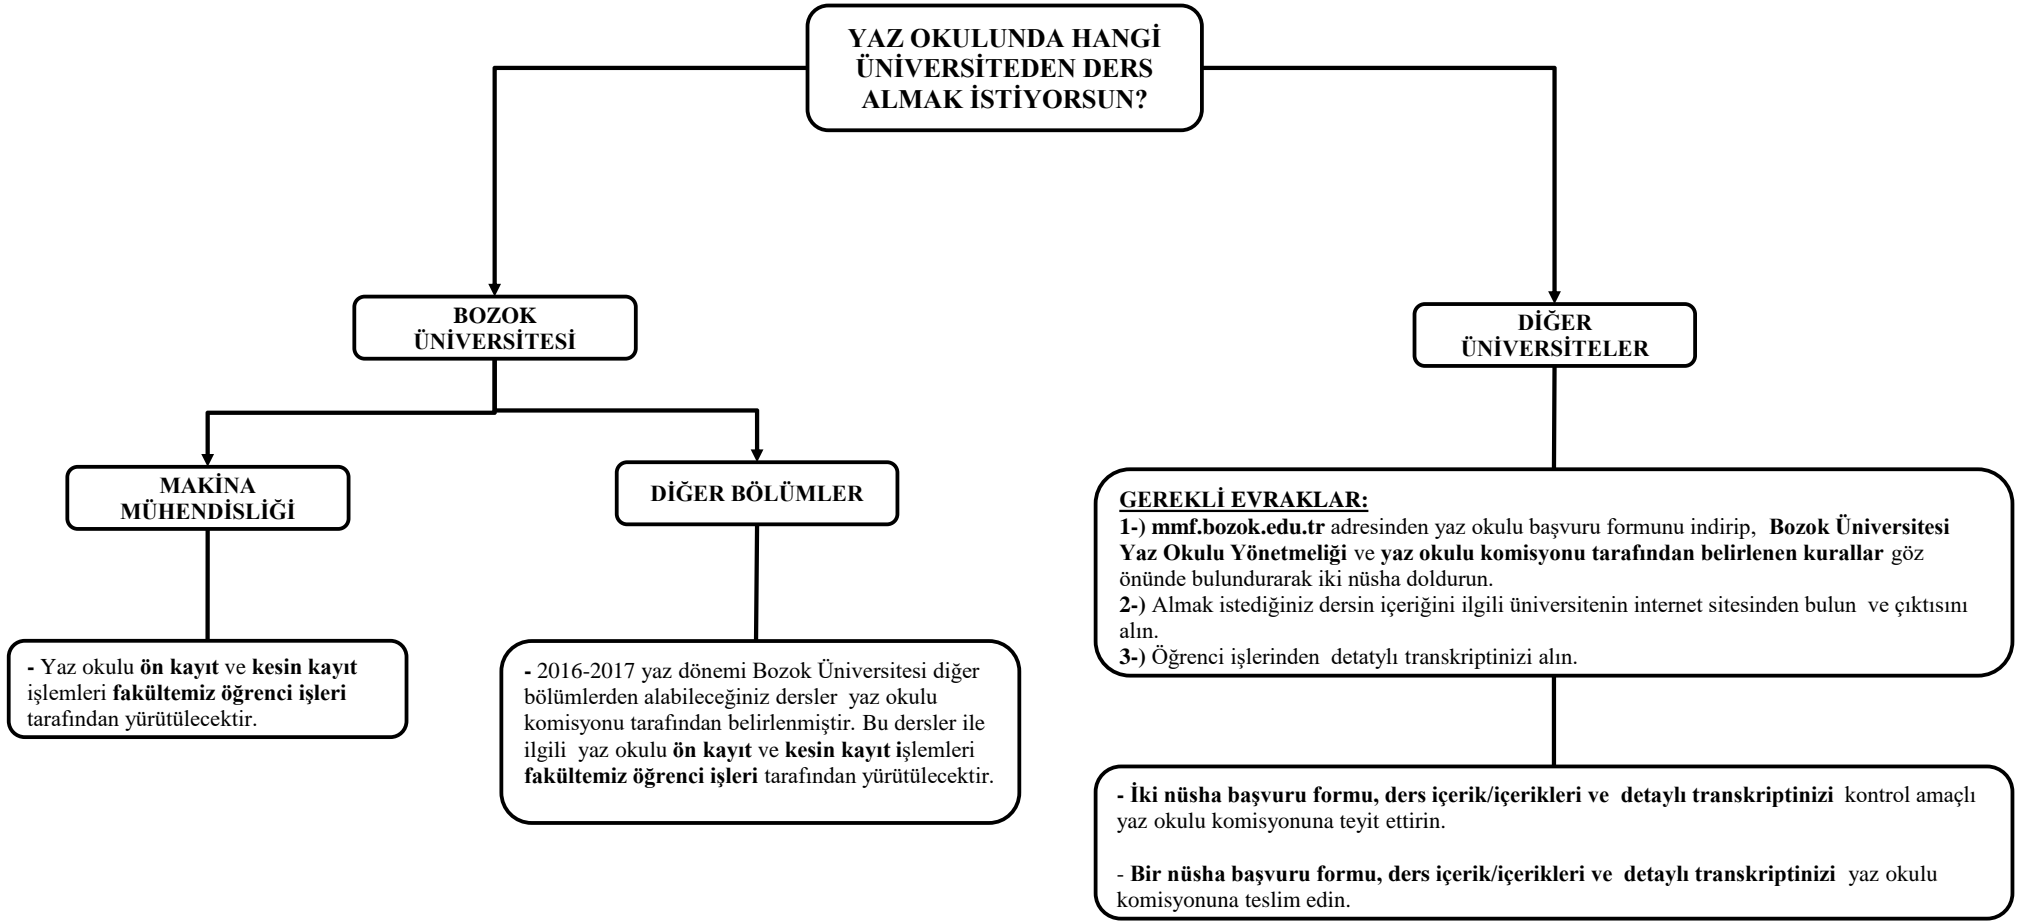 YAZ OKULUNDA HANGİ
ÜNİVERSİTEDEN DERS
ALMAK İSTİYORSUN?
BOZOK
ÜNİVERSİTESİ
DİĞER
ÜNİVERSİTELER
MAKİNA
MÜHENDİSLİĞİ
DİĞER BÖLÜMLER
- Yaz okulu ön kayıt ve kesin kayıt
işlemleri fakültemiz öğrenci işleri
tarafından yürütülecektir.
- 2016-2017 yaz dönemi Bozok Üniversitesi diğer
bölümlerden alabileceğiniz dersler yaz okulu
komisyonu tarafından belirlenmiştir. Bu dersler ile
ilgili yaz okulu ön kayıt ve kesin kayıt işlemleri
fakültemiz öğrenci işleri tarafından yürütülecektir.
GEREKLİ EVRAKLAR:
1-) mmf.bozok.edu.tr adresinden yaz okulu başvuru formunu indirip, Bozok Üniversitesi
Yaz Okulu Yönetmeliği ve yaz okulu komisyonu tarafından belirlenen kurallar göz
önünde bulundurarak iki nüsha doldurun.
2-) Almak istediğiniz dersin içeriğini ilgili üniversitenin internet sitesinden bulun ve çıktısını
alın.
3-) Öğrenci işlerinden detatylı transkriptinizi alın.
- İki nüsha başvuru formu, ders içerik/içerikleri ve detaylı transkriptinizi kontrol amaçlı
yaz okulu komisyonuna teyit ettirin.
- Bir nüsha başvuru formu, ders içerik/içerikleri ve detaylı transkriptinizi yaz okulu
komisyonuna teslim edin.